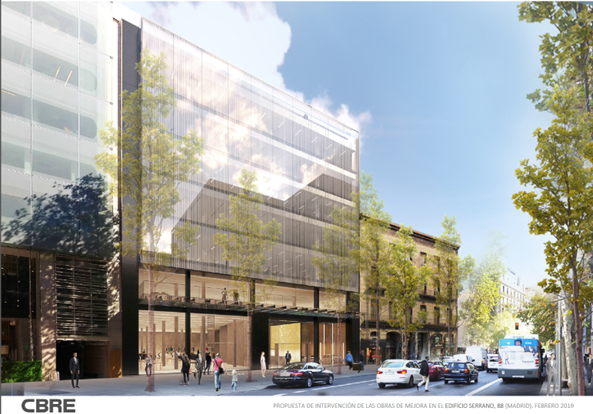 CBRE
PROPUESTA DE INTERVENCIÓN DE LAS OBRAS DE MEJORA EN EL EDIFICIO SERRANO, 88 (MADRID). FEBRERO 2019